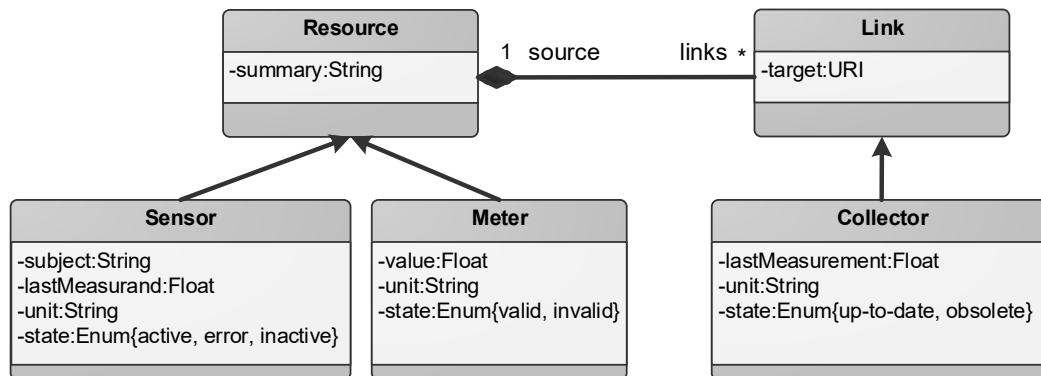 Resource
-summary:String
1 source links *
Link
-target:URI
Sensor
-subject:String
-lastMeasurand:Float
-unit:String
-state:Enum{active, error, inactive}
Meter
-value:Float
-unit:String
-state:Enum{valid, invalid}
Collector
-lastMeasurement:Float
-unit:String
-state:Enum{up-to-date, obsolete}